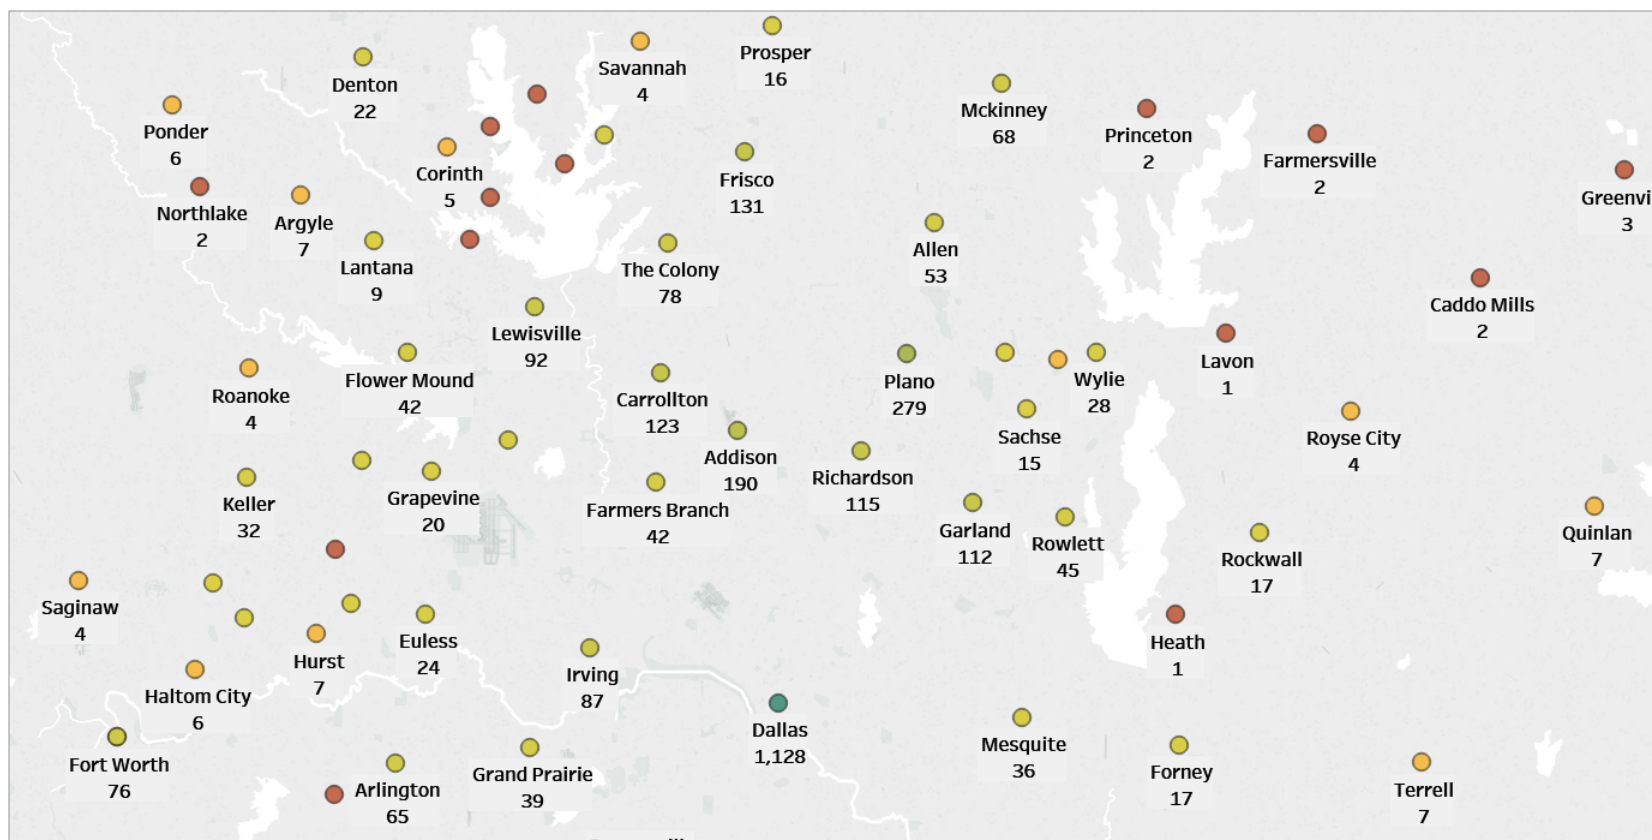 Prosper
16
Savannah
4
Denton
22
Mckinney
68
Ponder
6
Princeton
2
Farmersville
2
Corinth
5
Frisco
131
Greenvi
3
Northlake
2
Argyle
7
Allen
53
Lantana
9
The Colony
78
Caddo Mills
2
Lewisville
92
Lavon
1
Flower Mound
42
Plano
279
Wylie
28
Roanoke
4
Carrollton
123
Sachse
15
Royse City
4
Addison
190
Richardson
115
Grapevine
20
Keller
32
Farmers Branch
42
Garland
112
Rowlett
45
Quinlan
7
Rockwall
17
Saginaw
4
Euless
24
Heath
1
Hurst
7
Irving
87
Haltom City
6
Dallas
1,128
Mesquite
36
Fort Worth
76
Grand Prairie
39
Forney
17
Arlington
65
Terrell
7